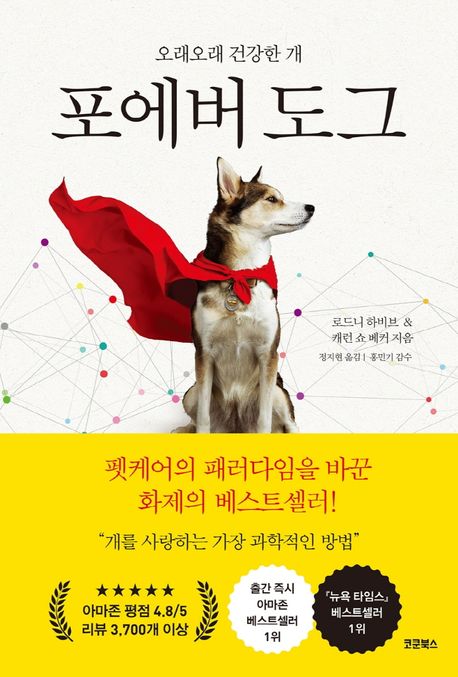 오래오래 건강한 개
포에버 도그
로드니 하비브 &
캐런 쇼 베커 지음
정지현 옮김 | 홍민기 감수
펫케어의 패러다임을 바꾼
화제의 베스트셀러!
“개를 사랑하는 가장 과학적인 방법”
★★★★★
아마존 평점 4.8/5
리뷰 3,700개 이상
출간 즉시
아마존
베스트셀러
1위
『뉴욕 타임스』
베스트셀러
1위
코쿤북스